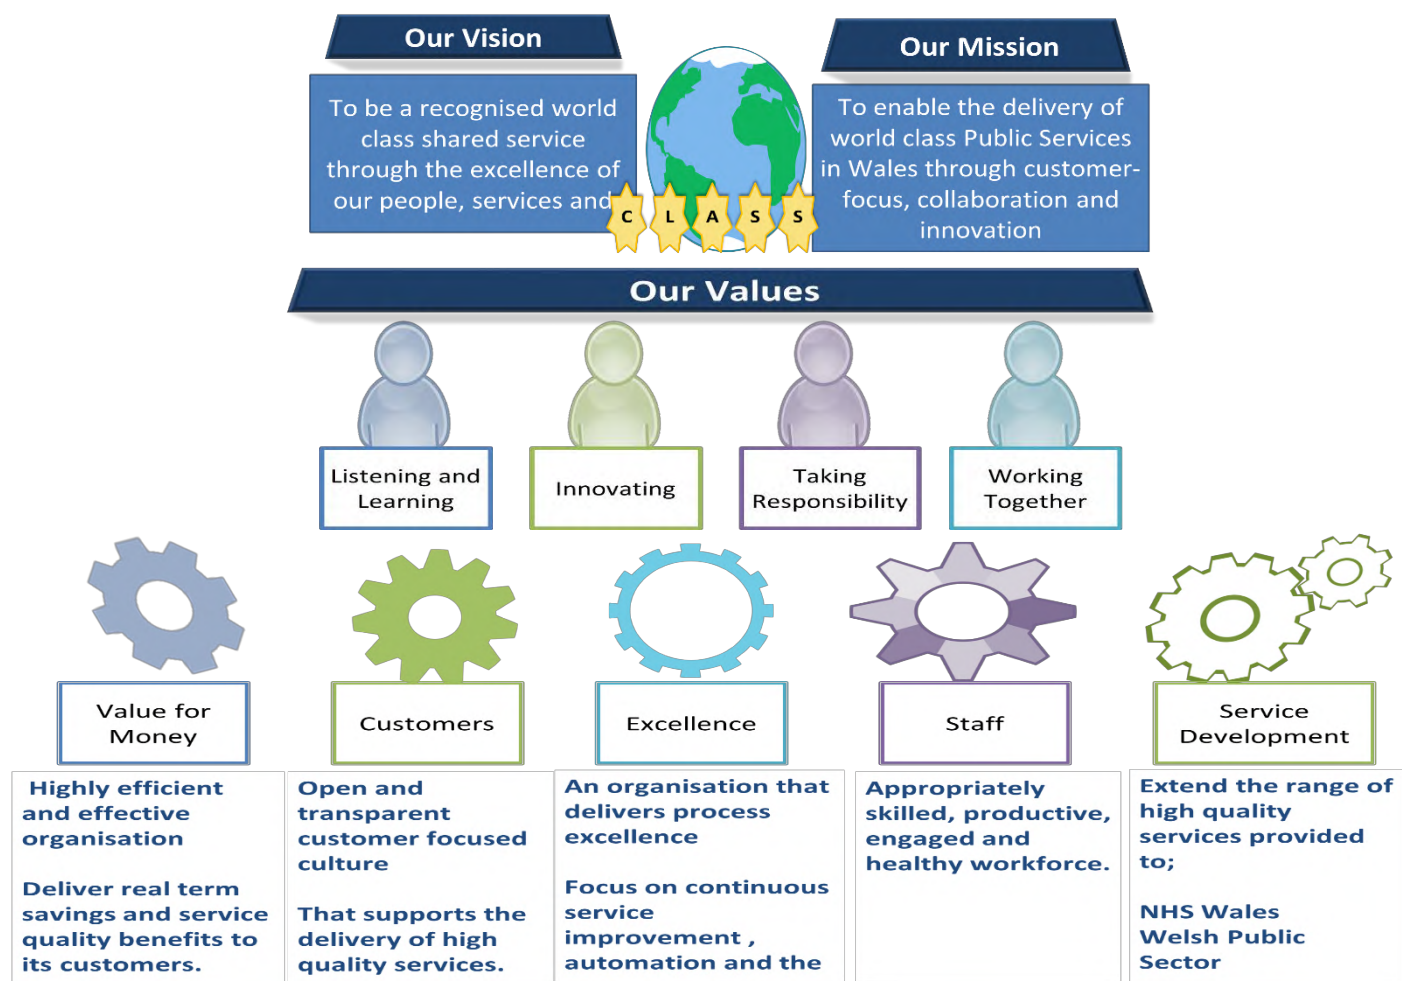 Our Vision
To be a recognised world
class shared service
through the excellence of
our people, services and
Our Mission
To enable the delivery of
world class Public Services
in Wales through customer-
focus, collaboration and
innovation
C L A S S
Our Values
Listening and
Learning
Innovating
Taking
Responsibility
Working
Together
Value for
Money
Customers
Excellence
Staff
Service
Development
Highly efficient
and effective
organisation
Deliver real term
savings and service
quality benefits to
its customers.
Open and
transparent
customer focused
culture
That supports the
delivery of high
quality services.
An organisation that
delivers process
excellence
Focus on continuous
service
improvement ,
automation and the
Appropriately
skilled, productive,
engaged and
healthy workforce.
Extend the range of
high quality
services provided
to;
NHS Wales
Welsh Public
Sector